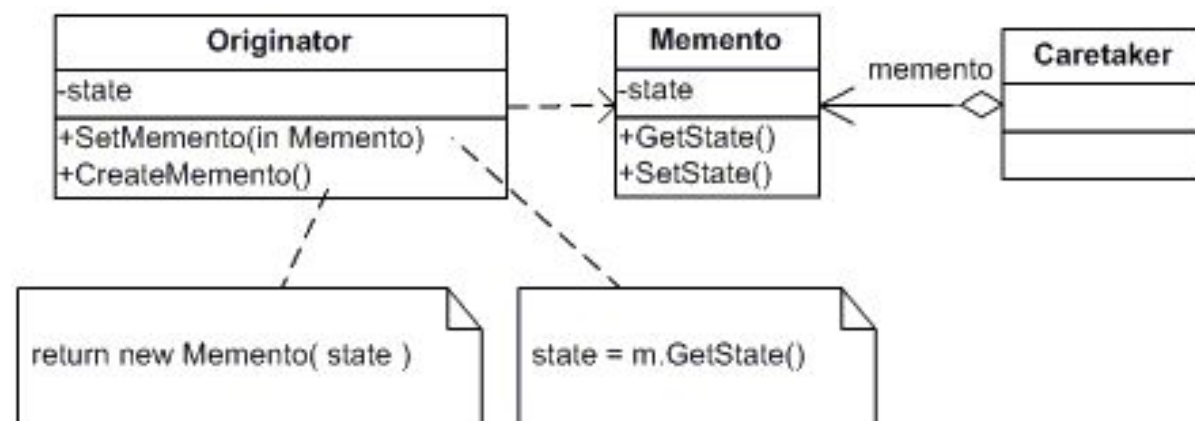 Originator
-state
+SetMemento(in Memento)
+CreateMemento()
Memento
-state
+GetState()
+SetState()
memento
Caretaker
return new Memento( state )
state = m.GetState()